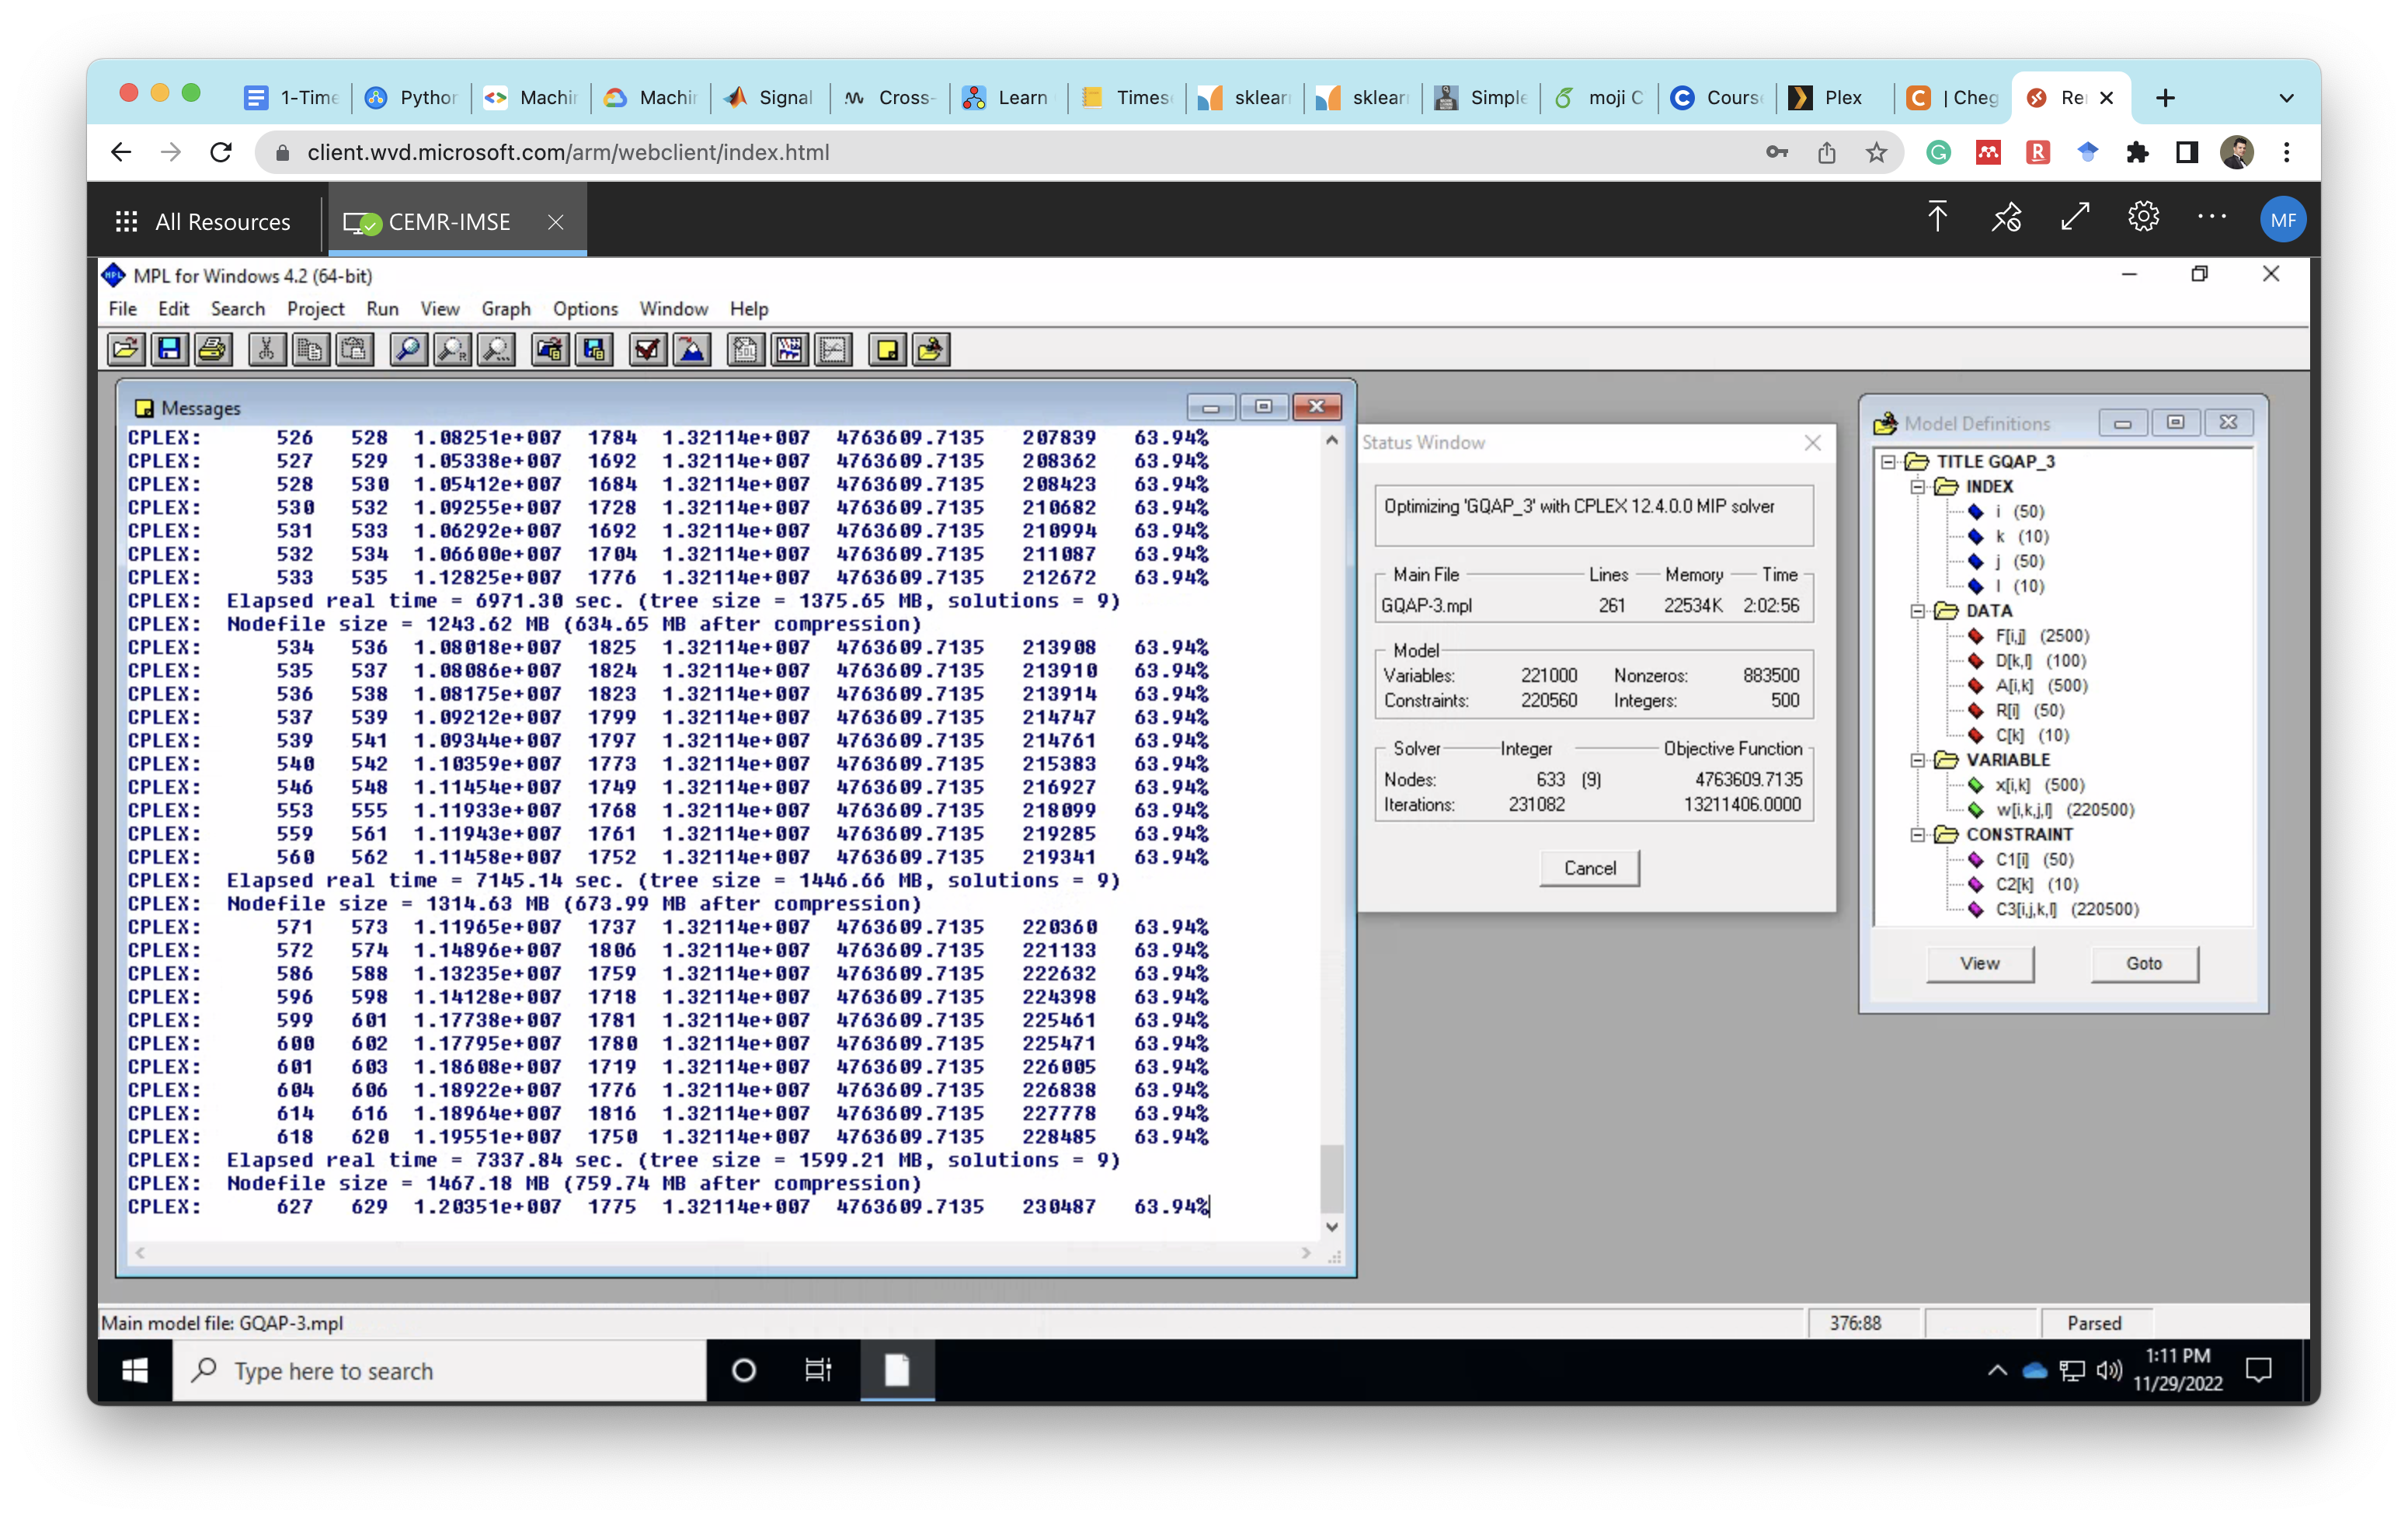 1-Time Python Machin Machin Signal Cross- Learn Times sklear sklear Simple moji C Cours Plex | Cheg Re
client.wvd.microsoft.com/arm/webclient/index.html
All Resources CEMR-IMSE MF
MPL for Windows 4.2 (64-bit)
File Edit Search Project Run View Graph Options Window Help
Messages
CPLEX: 526 528 1.08251e+007 1784 1.32114e+007 4763609.7135 207839 63.94%
CPLEX: 527 529 1.05338e+007 1692 1.32114e+007 4763609.7135 208362 63.94%
CPLEX: 528 530 1.05412e+007 1684 1.32114e+007 4763609.7135 208423 63.94%
CPLEX: 530 532 1.09255e+007 1728 1.32114e+007 4763609.7135 210682 63.94%
CPLEX: 531 533 1.06292e+007 1692 1.32114e+007 4763609.7135 210994 63.94%
CPLEX: 532 534 1.06600e+007 1704 1.32114e+007 4763609.7135 211087 63.94%
CPLEX: 533 535 1.12825e+007 1776 1.32114e+007 4763609.7135 212672 63.94%
CPLEX: Elapsed real time = 6971.30 sec. (tree size = 1375.65 MB, solutions = 9)
CPLEX: Nodefile size = 1243.62 MB (634.65 MB after compression)
CPLEX: 534 536 1.08018e+007 1825 1.32114e+007 4763609.7135 213908 63.94%
CPLEX: 535 537 1.08086e+007 1824 1.32114e+007 4763609.7135 213910 63.94%
CPLEX: 536 538 1.08175e+007 1823 1.32114e+007 4763609.7135 213914 63.94%
CPLEX: 537 539 1.09212e+007 1799 1.32114e+007 4763609.7135 214747 63.94%
CPLEX: 539 541 1.09344e+007 1797 1.32114e+007 4763609.7135 214761 63.94%
CPLEX: 540 542 1.10359e+007 1773 1.32114e+007 4763609.7135 215383 63.94%
CPLEX: 546 548 1.11454e+007 1749 1.32114e+007 4763609.7135 216927 63.94%
CPLEX: 553 555 1.11933e+007 1768 1.32114e+007 4763609.7135 218099 63.94%
CPLEX: 559 561 1.11943e+007 1761 1.32114e+007 4763609.7135 219285 63.94%
CPLEX: 560 562 1.11458e+007 1752 1.32114e+007 4763609.7135 219341 63.94%
CPLEX: Elapsed real time = 7145.14 sec. (tree size = 1446.66 MB, solutions = 9)
CPLEX: Nodefile size = 1314.63 MB (673.99 MB after compression)
CPLEX: 571 573 1.11965e+007 1737 1.32114e+007 4763609.7135 220360 63.94%
CPLEX: 572 574 1.14896e+007 1806 1.32114e+007 4763609.7135 221133 63.94%
CPLEX: 586 588 1.13235e+007 1759 1.32114e+007 4763609.7135 222632 63.94%
CPLEX: 596 598 1.14128e+007 1718 1.32114e+007 4763609.7135 224398 63.94%
CPLEX: 599 601 1.17738e+007 1781 1.32114e+007 4763609.7135 225461 63.94%
CPLEX: 600 602 1.17795e+007 1780 1.32114e+007 4763609.7135 225471 63.94%
CPLEX: 601 603 1.18608e+007 1719 1.32114e+007 4763609.7135 226005 63.94%
CPLEX: 604 606 1.18922e+007 1776 1.32114e+007 4763609.7135 226838 63.94%
CPLEX: 614 616 1.18964e+007 1816 1.32114e+007 4763609.7135 227778 63.94%
CPLEX: 618 620 1.19551e+007 1750 1.32114e+007 4763609.7135 228485 63.94%
CPLEX: Elapsed real time = 7337.84 sec. (tree size = 1599.21 MB, solutions = 9)
CPLEX: Nodefile size = 1467.18 MB (759.74 MB after compression)
CPLEX: 627 629 1.20351e+007 1775 1.32114e+007 4763609.7135 230487 63.94%
Status Window
Optimizing 'GQAP_3' with CPLEX 12.4.0.0 MIP solver
Main File Lines Memory Time
GQAP-3.mpl 261 22534K 2:02:56
Model
Variables: 221000 Nonzeros: 883500
Constraints: 220560 Integers: 500
Solver Integer Objective Function
Nodes: 633 (9) 4763609.7135
Iterations: 231082 13211406.0000
Cancel
Model Definitions
TITLE GQAP_3
INDEX
i (50)
k (10)
j (50)
l (10)
DATA
F[i,j] (2500)
D[k,l] (100)
A[i,k] (500)
R[i] (50)
C[k] (10)
VARIABLE
x[i,k] (500)
w[i,k,j,l] (220500)
CONSTRAINT
C1[i] (50)
C2[k] (10)
C3[i,j,k,l] (220500)
View Goto
Main model file: GQAP-3.mpl 376:88 Parsed
Type here to search
1:11 PM
11/29/2022